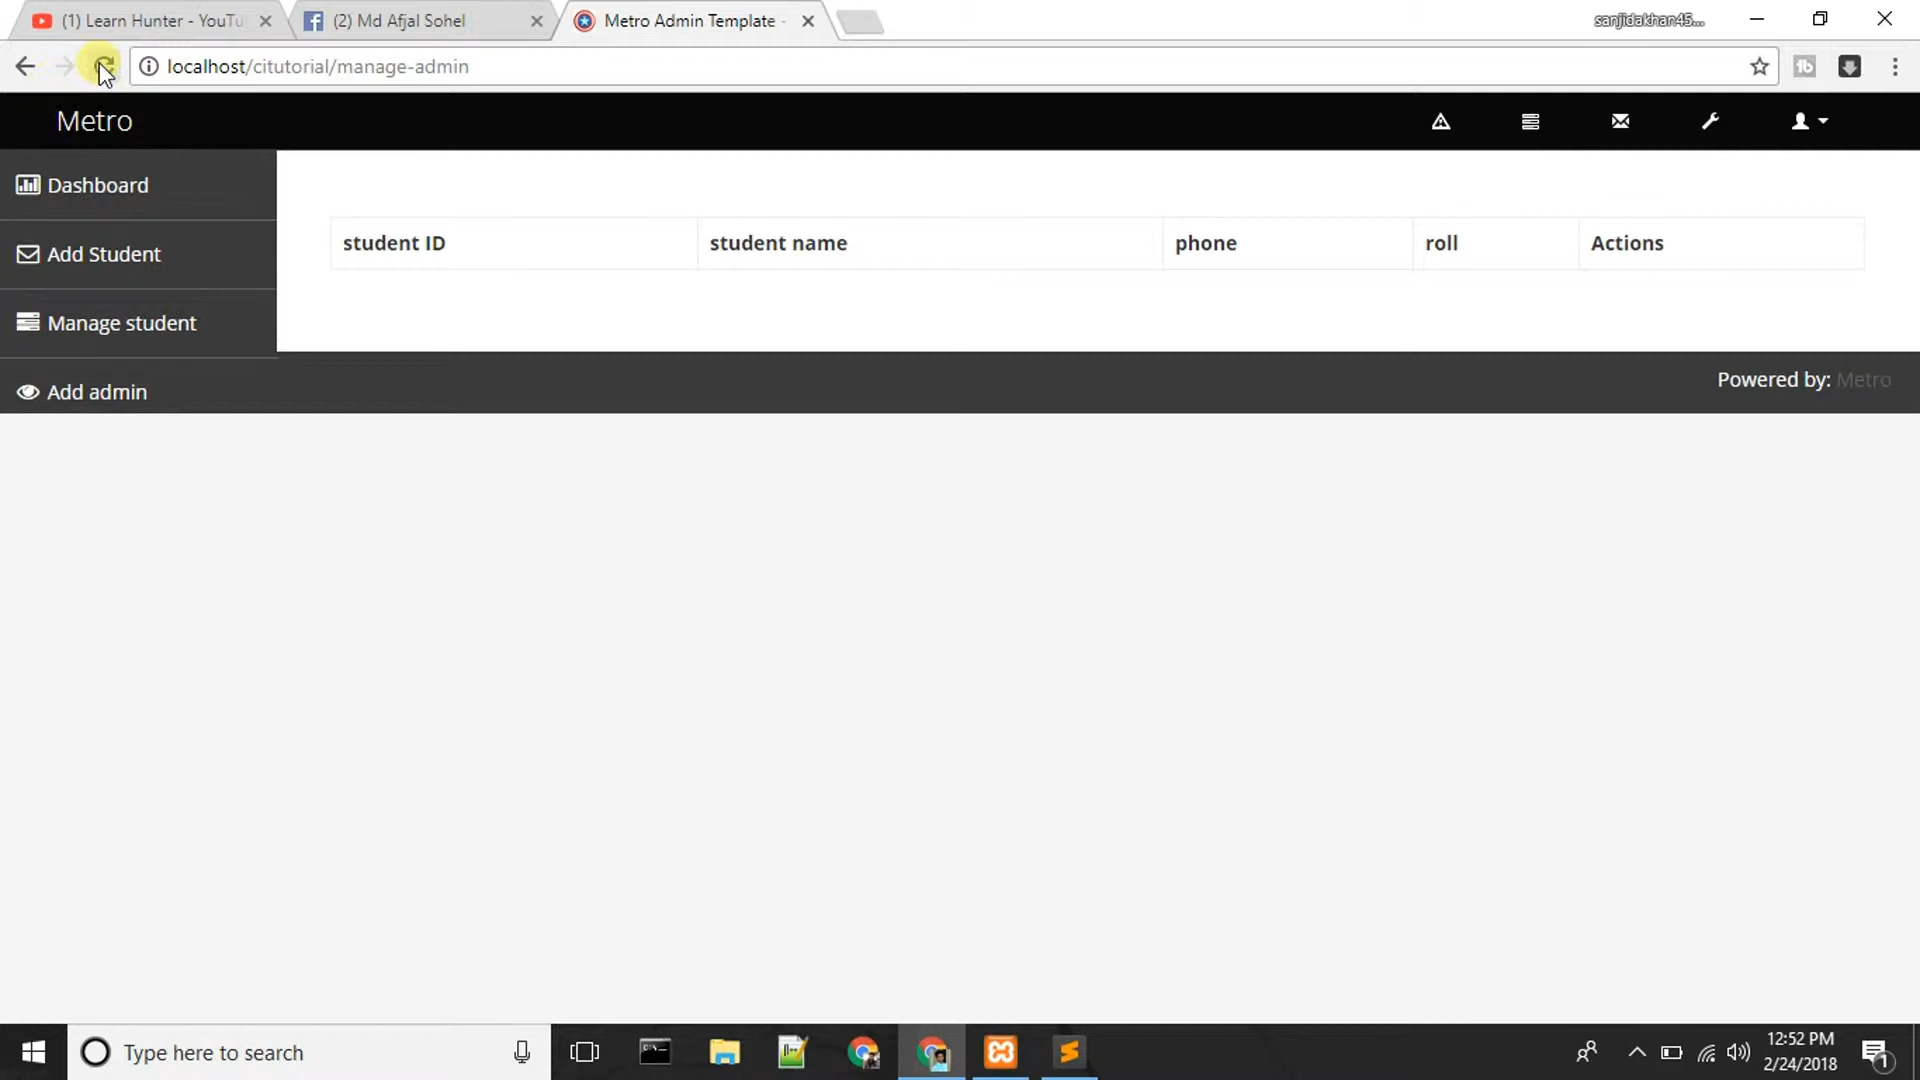 (1) Learn Hunter - YouTu
(2) Md Afjal Sohel
Metro Admin Template -
sanjidakhan45...
localhost/citutorial/manage-admin
Metro
Dashboard
Add Student
Manage student
Add admin
student ID student name phone roll Actions
Powered by: Metro
Type here to search
12:52 PM
2/24/2018
1